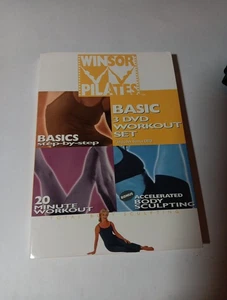 WINSOR
PILATES
BASIC
3 DVD
WORKOUT
SET
BASICS
step-by-step
20
MINUTE
WORKOUT
ACCELERATED
BODY
SCULPTING